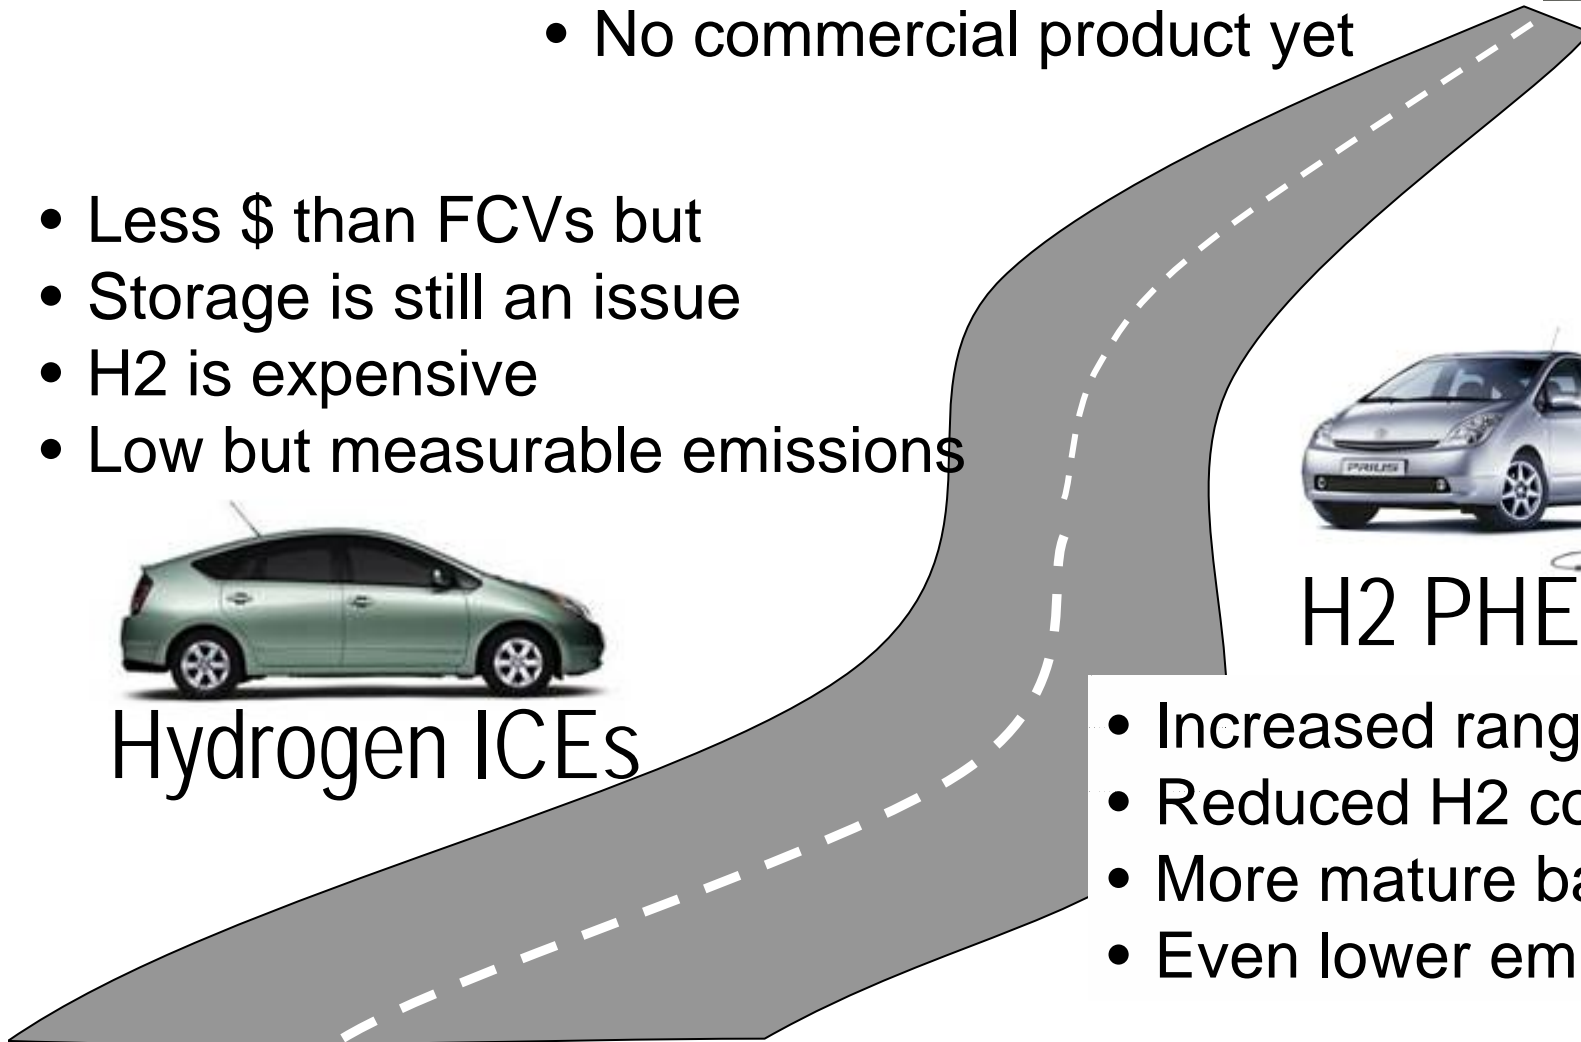 • No commercial product yet
• Less $ than FCVs but
• Storage is still an issue
• H2 is expensive
• Low but measurable emissions
PRIUS
Hydrogen ICEs
H2 PHE
• Increased rang
• Reduced H2 co
• More mature ba
• Even lower em